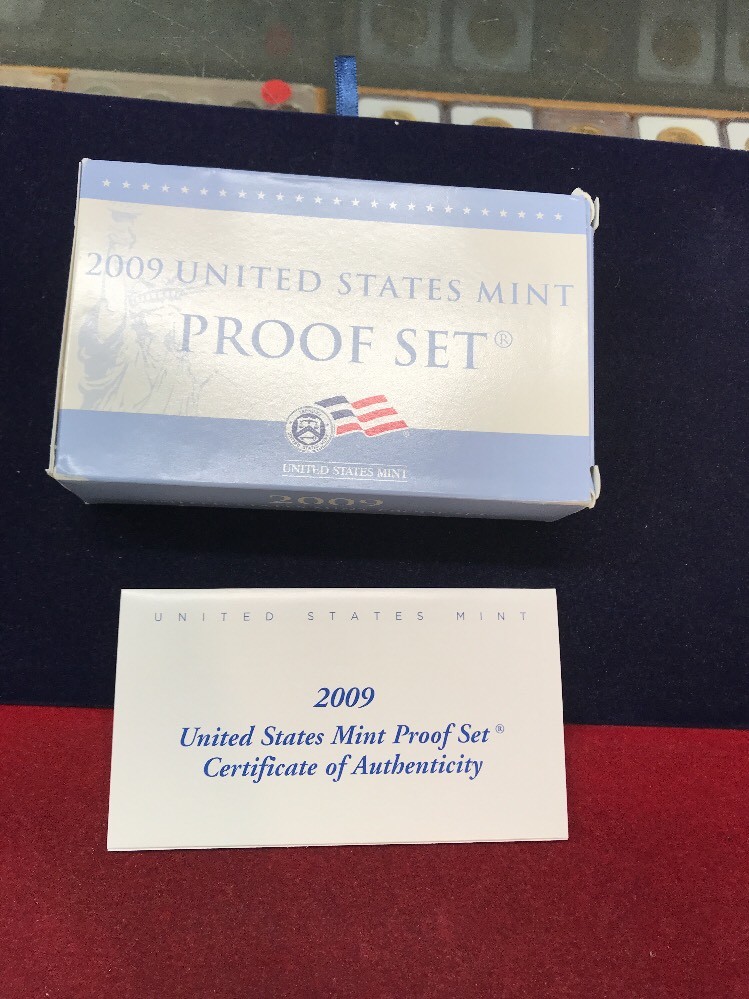 2009 UNITED STATES MINT
PROOF SET®
UNITED STATES MINT
2009
UNITED STATES MINT
2009
United States Mint Proof Set®
Certificate of Authenticity